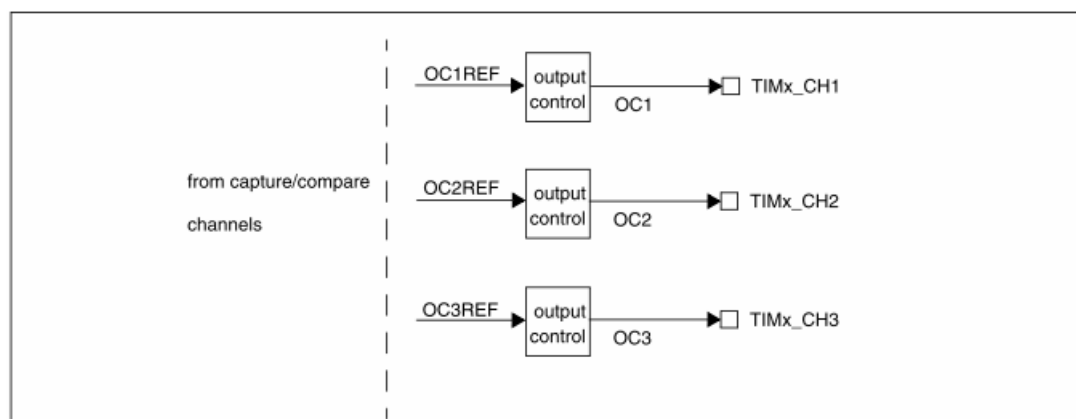 OC1REF
output
control
OC1
TIMx_CH1
from capture/compare
channels
OC2REF
output
control
OC2
TIMx_CH2
OC3REF
output
control
OC3
TIMx_CH3